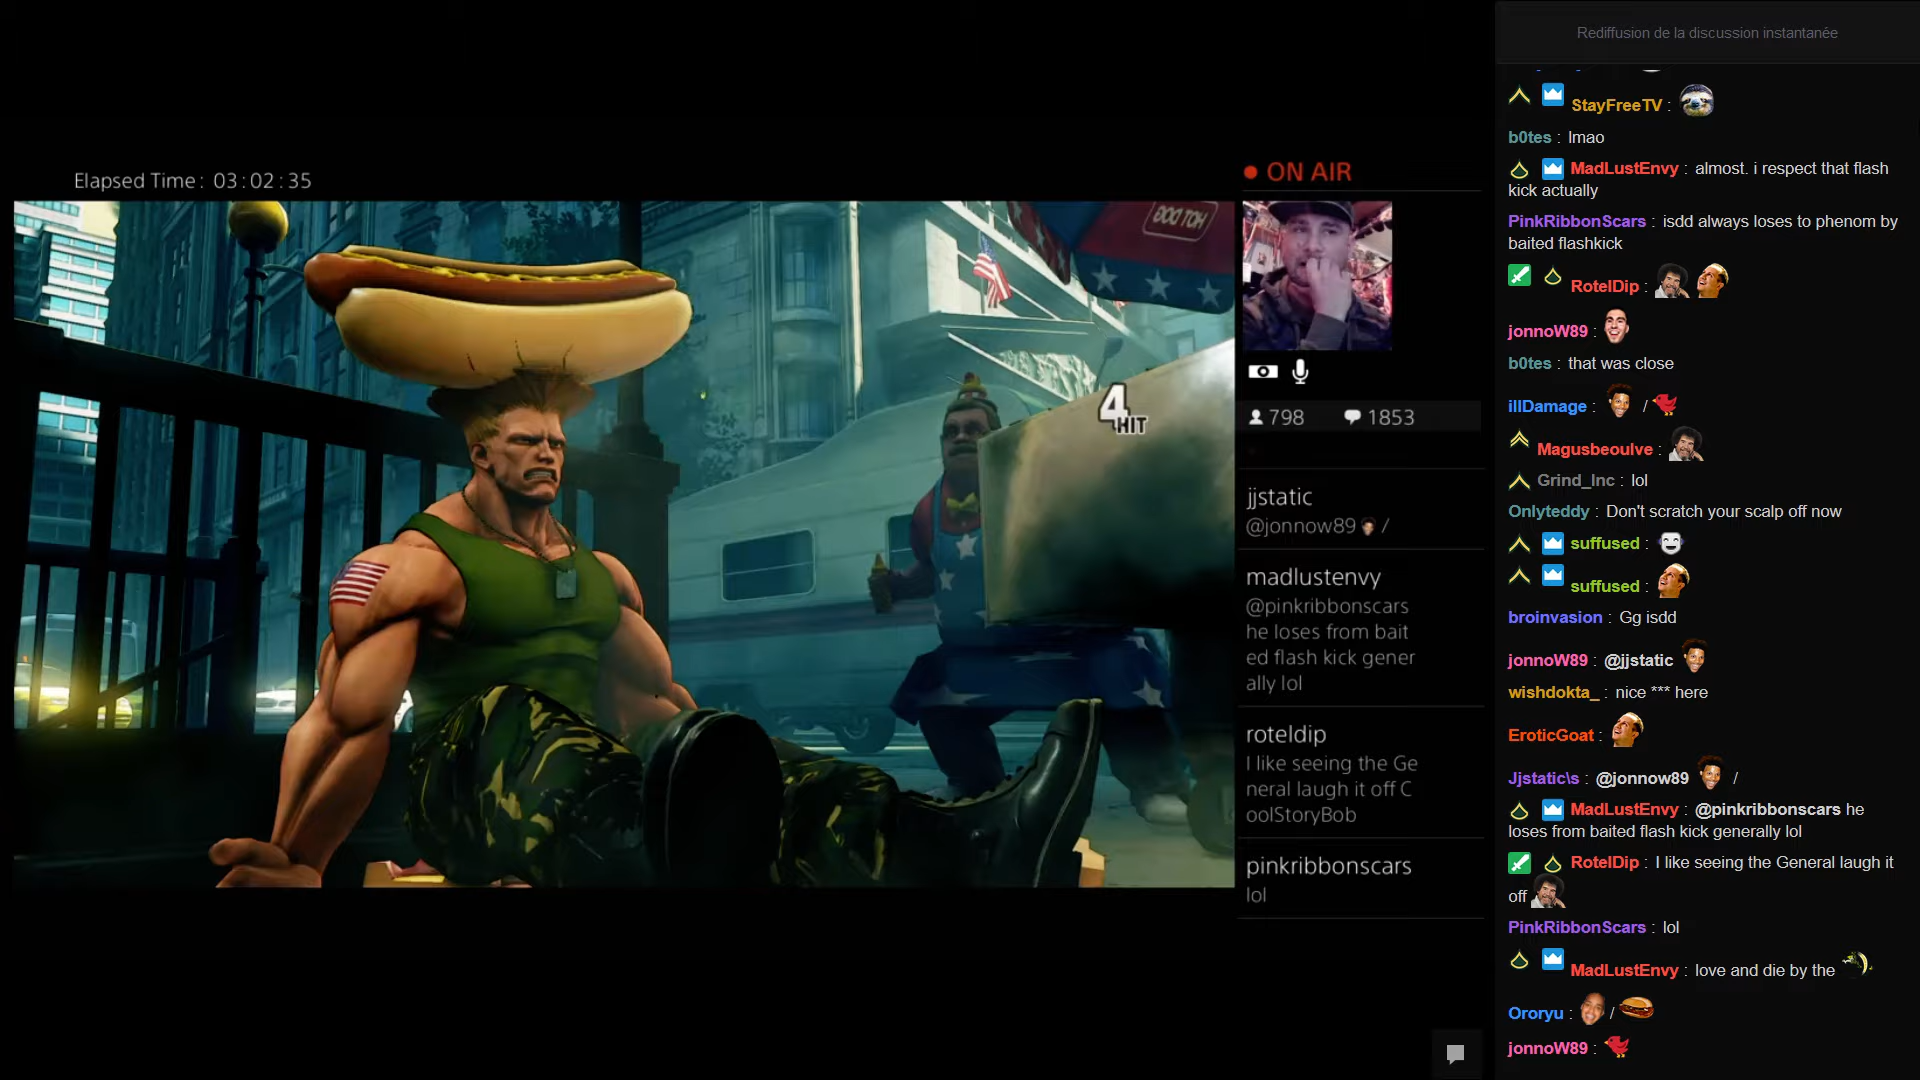 Elapsed Time: 03:02:35
HOT DOG
4
HIT
ON AIR
798 1853
jjstatic
@jonnow89 /
madlustenvy
@pinkribbonscars
he loses from bait
ed flash kick gener
ally lol
roteldip
I like seeing the Ge
neral laugh it off C
oolStoryBob
pinkribbonscars
lol
Rediffusion de la discussion instantanée
StayFreeTV :
b0tes : lmao
MadLustEnvy : almost. i respect that flash
kick actually
PinkRibbonScars : isdd always loses to phenom by
baited flashkick
RotelDip :
jonnoW89 :
b0tes : that was close
illDamage : /
Magusbeoulve :
Grind_Inc : lol
Onlyteddy : Don't scratch your scalp off now
suffused :
suffused :
broinvasion : Gg isdd
jonnoW89 : @jjstatic
wishdokta_ : nice *** here
EroticGoat :
Jjstatic\s : @jonnow89 /
MadLustEnvy : @pinkribbonscars he
loses from baited flash kick generally lol
RotelDip : I like seeing the General laugh it
off
PinkRibbonScars : lol
MadLustEnvy : love and die by the
Ororyu : /
jonnoW89 :